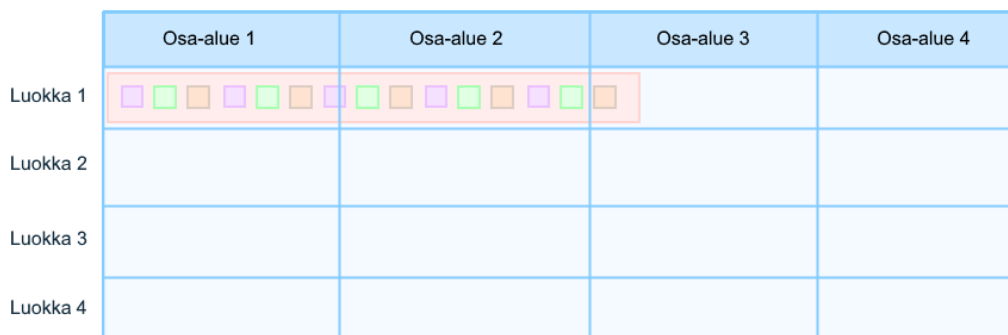 Osa-alue 1 Osa-alue 2 Osa-alue 3 Osa-alue 4
Luokka 1
Luokka 2
Luokka 3
Luokka 4